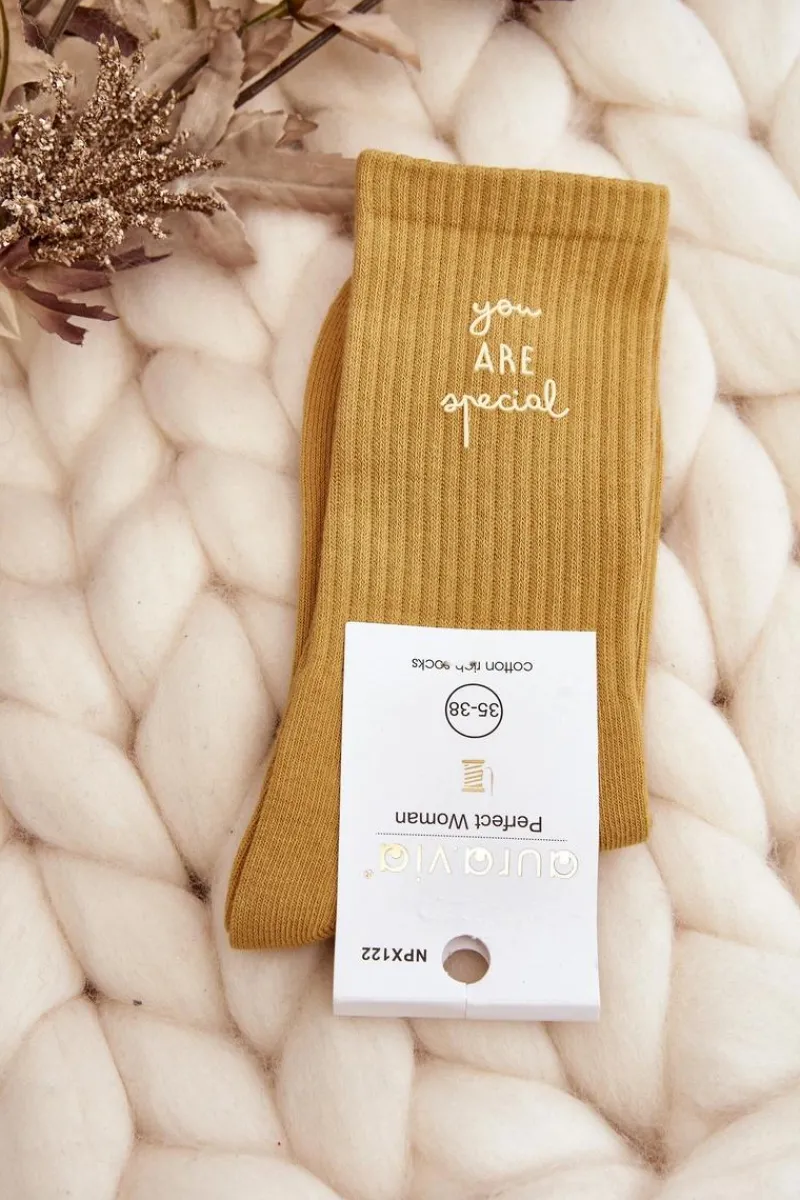 you
ARE
special
aura.via
Perfect Woman
35-38
cotton rich socks
NPX122